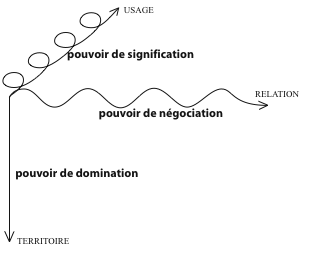 USAGE
pouvoir de signification
RELATION
pouvoir de négociation
pouvoir de domination
TERRITOIRE